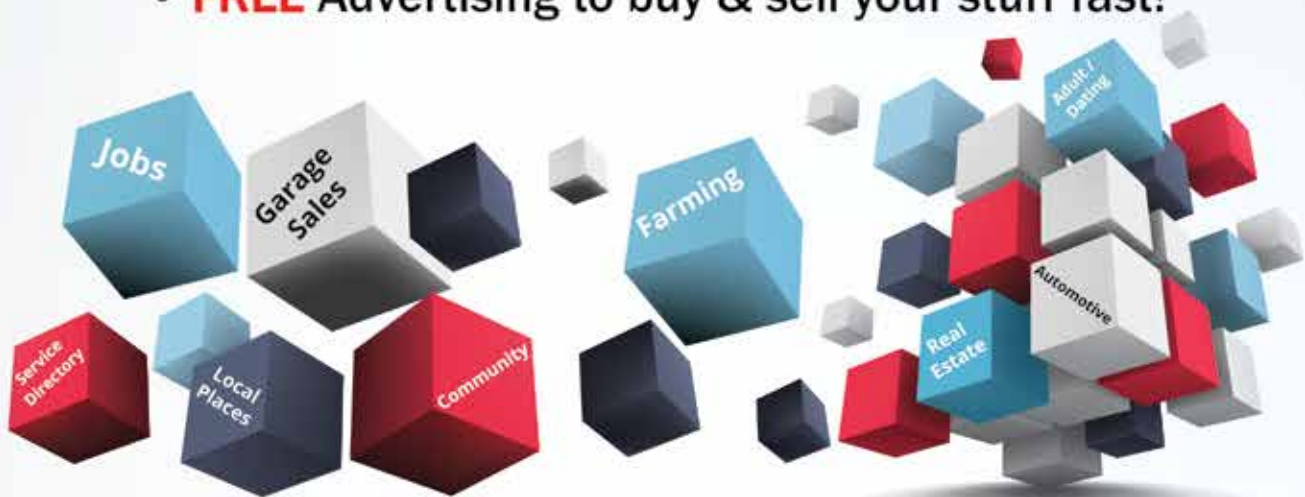 • FREE Advertising to buy & sell your stuff fast!
Jobs
Garage
Sales
Farming
Adult /
Dating
Automotive
Real
Estate
Service
Directory
Local
Places
Community